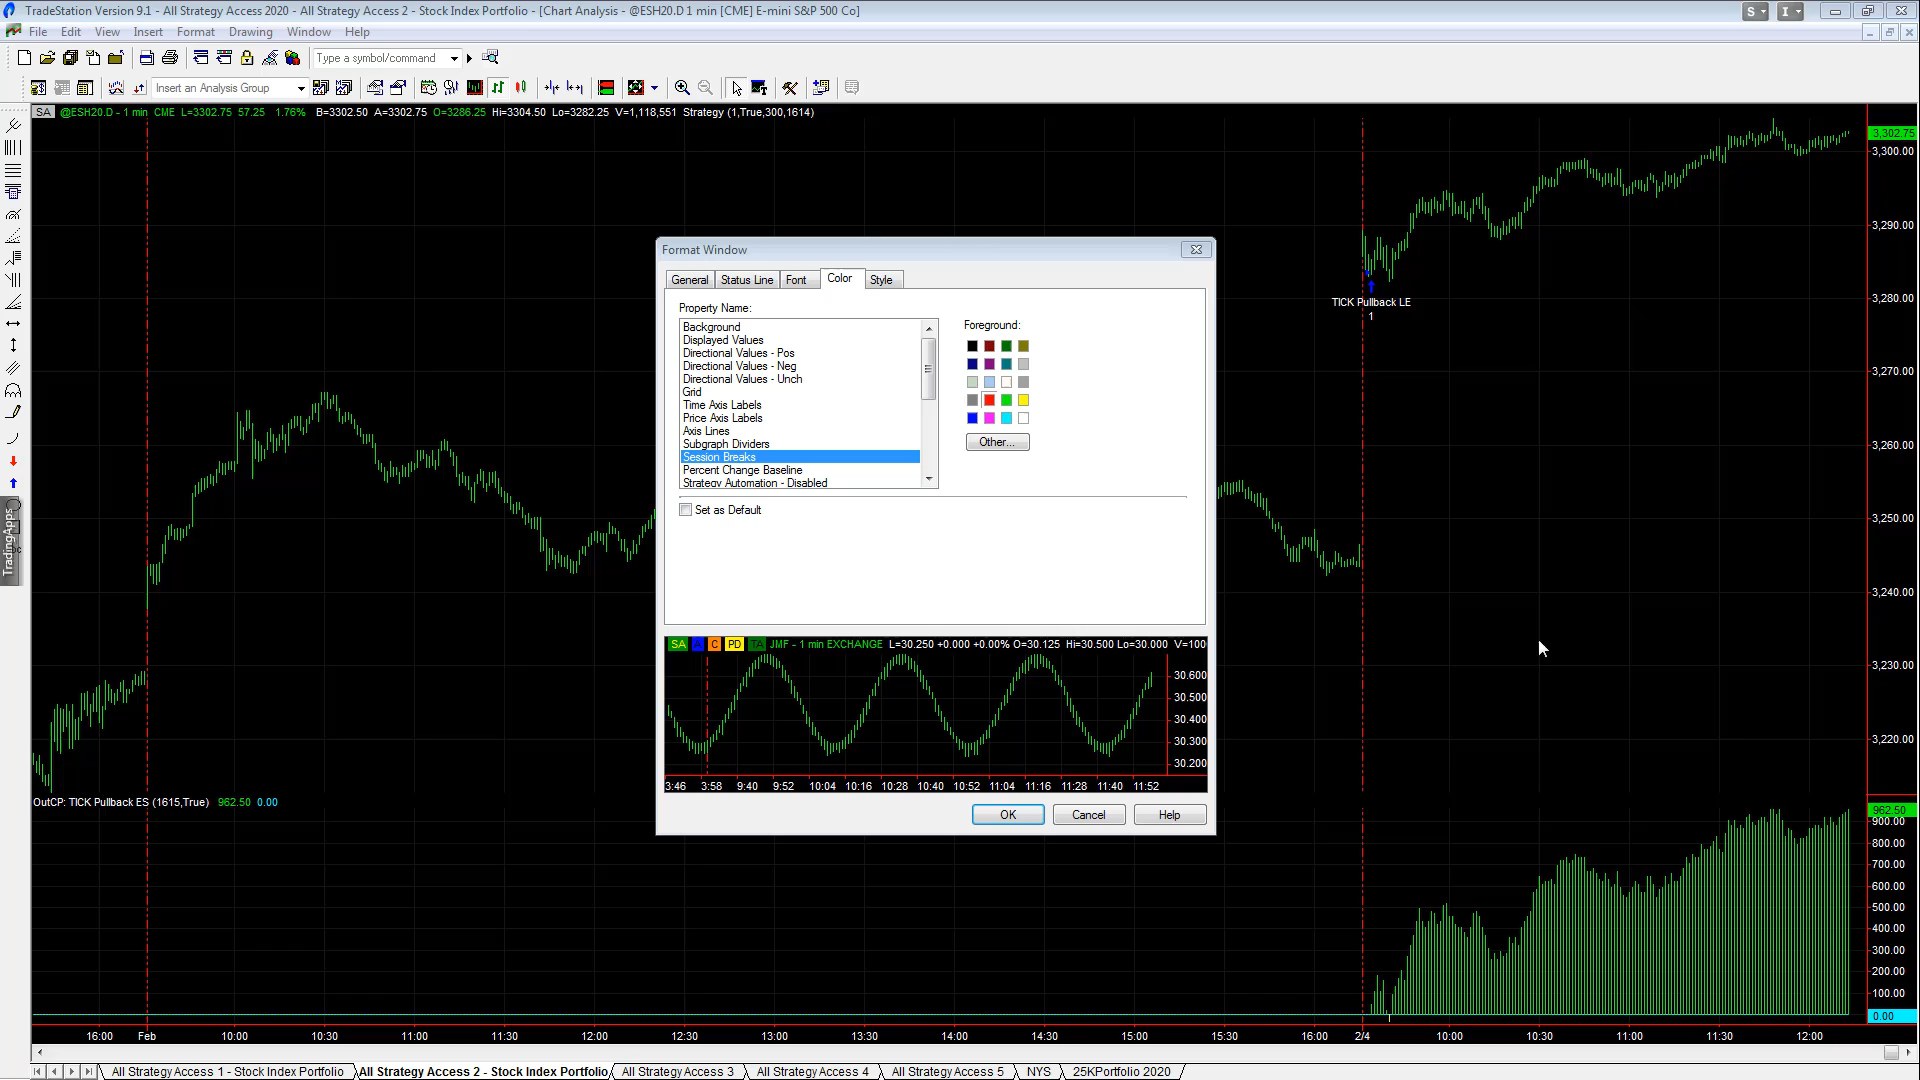 TradeStation Version 9.1 - All Strategy Access 2020 - All Strategy Access 2 - Stock Index Portfolio - [Chart Analysis - @ESH20.D 1 min [CME] E-mini S&P 500 Co]
S I
File Edit View Insert Format Drawing Window Help
Type a symbol/command
Insert an Analysis Group
SA @ESH20.D - 1 min CME L=3302.75 57.25 1.76% B=3302.50 A=3302.75 O=3286.25 Hi=3304.50 Lo=3282.25 V=1,118,551 Strategy (1,True,300,1614)
3,302.75
3,300.00
3,290.00
3,280.00
3,270.00
3,260.00
3,250.00
3,240.00
3,230.00
3,220.00
TICK Pullback LE
1
TradingApps
Format Window
General Status Line Font Color Style
Property Name:
Foreground:
Background
Displayed Values
Directional Values - Pos
Directional Values - Neg
Directional Values - Unch
Grid
Time Axis Labels
Price Axis Labels
Axis Lines
Subgraph Dividers
Session Breaks
Percent Change Baseline
Strategy Automation - Disabled
Other...
Set as Default
SA A C PD TA JMF - 1 min EXCHANGE L=30.250 +0.000 +0.00% O=30.125 Hi=30.500 Lo=30.000 V=100
30.600
30.500
30.400
30.300
30.200
3:46 3:58 9:40 9:52 10:04 10:16 10:28 10:40 10:52 11:04 11:16 11:28 11:40 11:52
OK Cancel Help
OutCP: TICK Pullback ES (1615,True) 962.50 0.00
962.50
900.00
800.00
700.00
600.00
500.00
400.00
300.00
200.00
100.00
0.00
16:00 Feb 10:00 10:30 11:00 11:30 12:00 12:30 13:00 13:30 14:00 14:30 15:00 15:30 16:00 2/4 10:00 10:30 11:00 11:30 12:00
All Strategy Access 1 - Stock Index Portfolio All Strategy Access 2 - Stock Index Portfolio All Strategy Access 3 All Strategy Access 4 All Strategy Access 5 NYS 25KPortfolio 2020